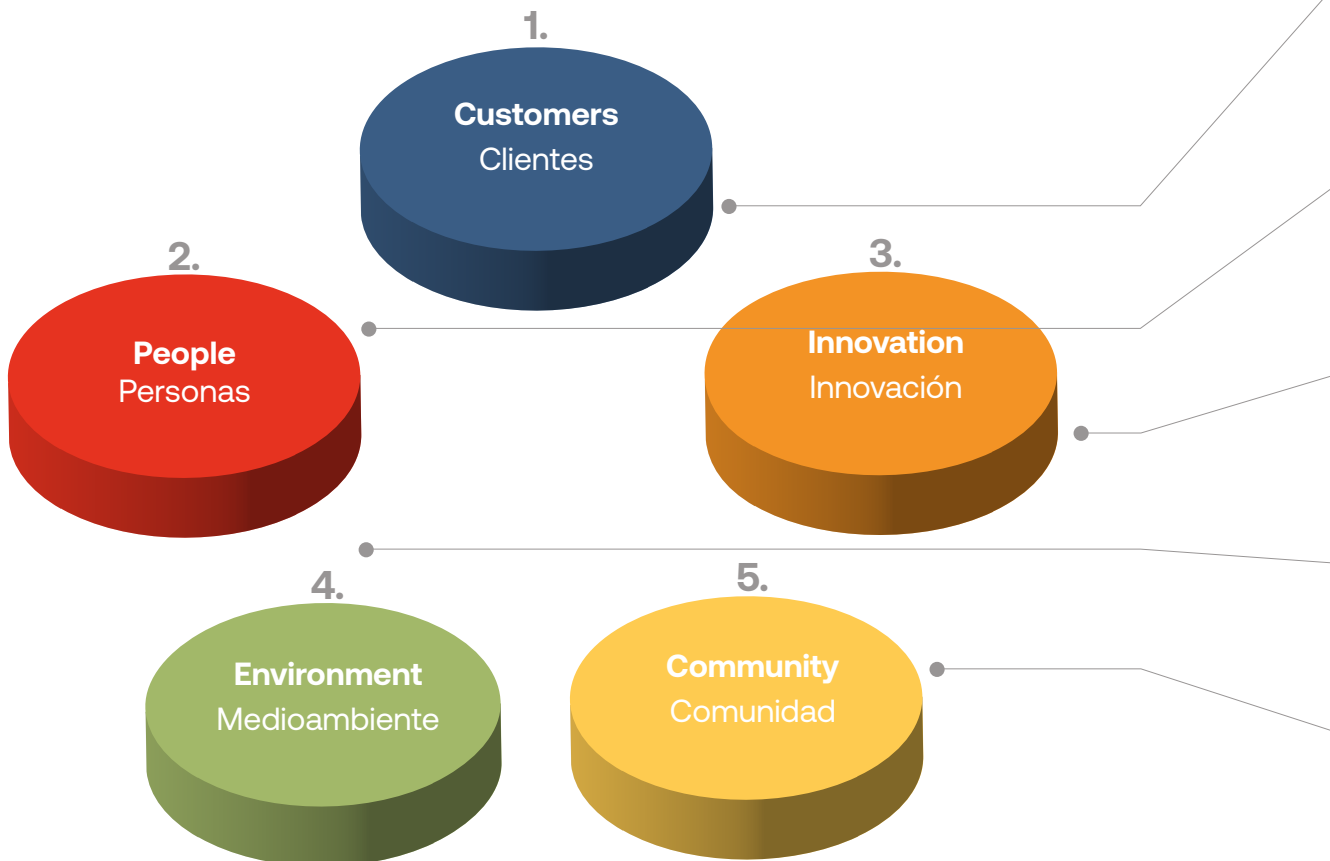 1.
Customers
Clientes
2.
People
Personas
3.
Innovation
Innovación
4.
Environment
Medioambiente
5.
Community
Comunidad